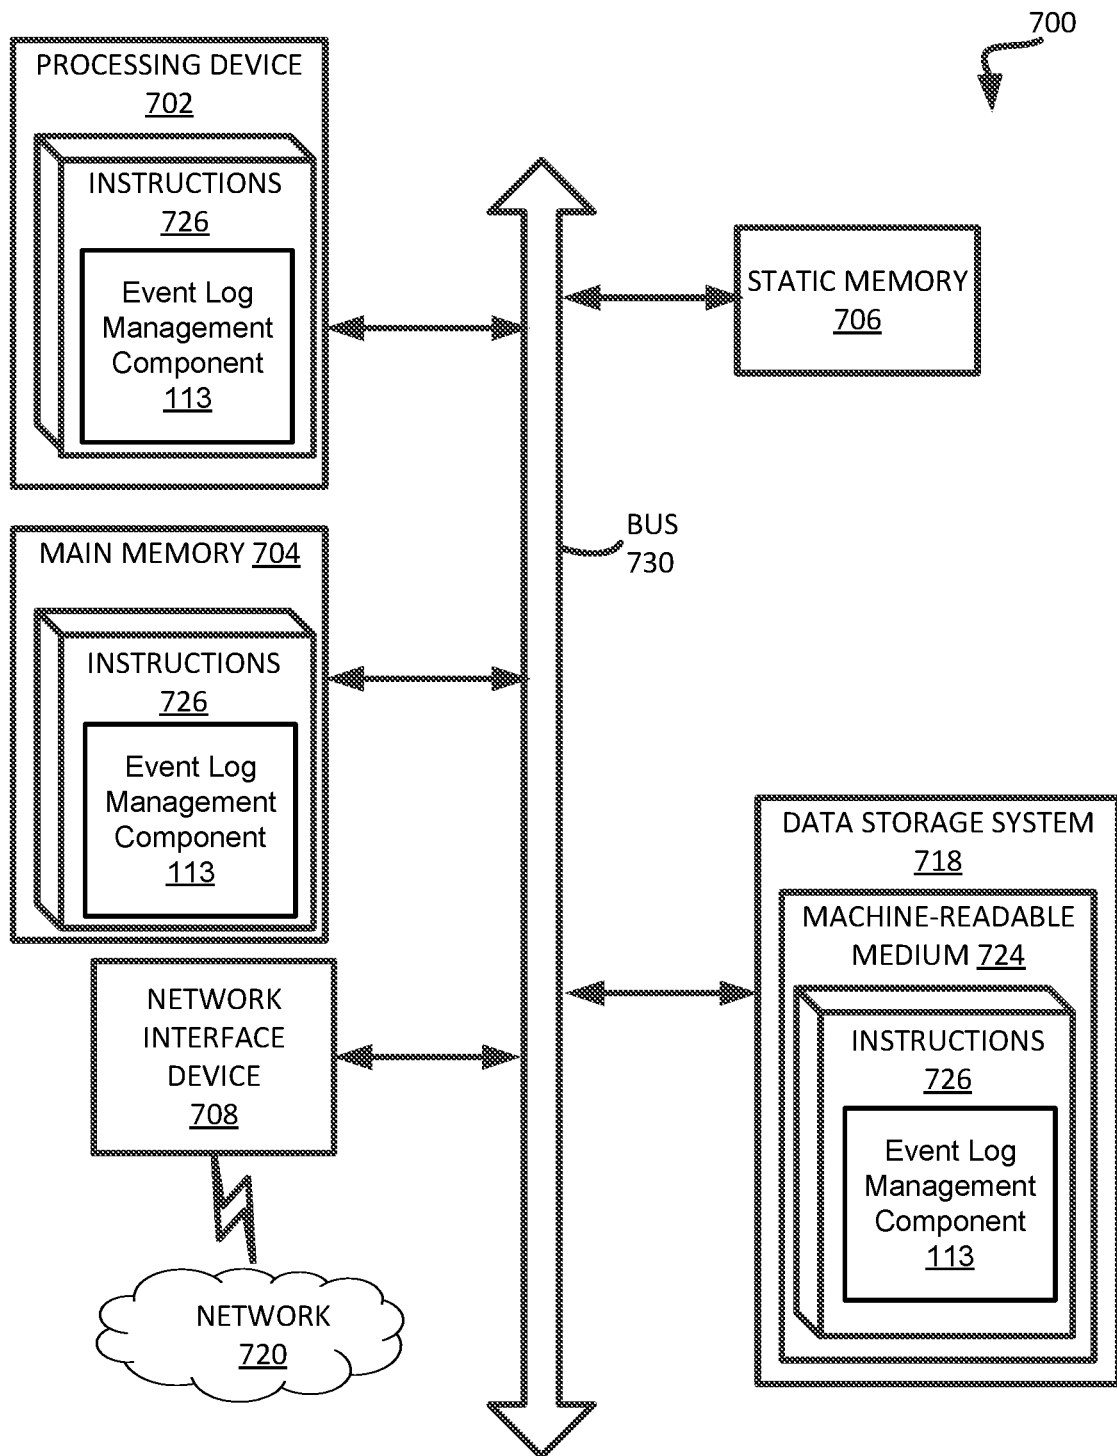 700
PROCESSING DEVICE
702
INSTRUCTIONS
726
Event Log
Management
Component
113
STATIC MEMORY
706
BUS
730
MAIN MEMORY 704
INSTRUCTIONS
726
Event Log
Management
Component
113
DATA STORAGE SYSTEM
718
MACHINE-READABLE
MEDIUM 724
INSTRUCTIONS
726
Event Log
Management
Component
113
NETWORK
INTERFACE
DEVICE
708
NETWORK
720